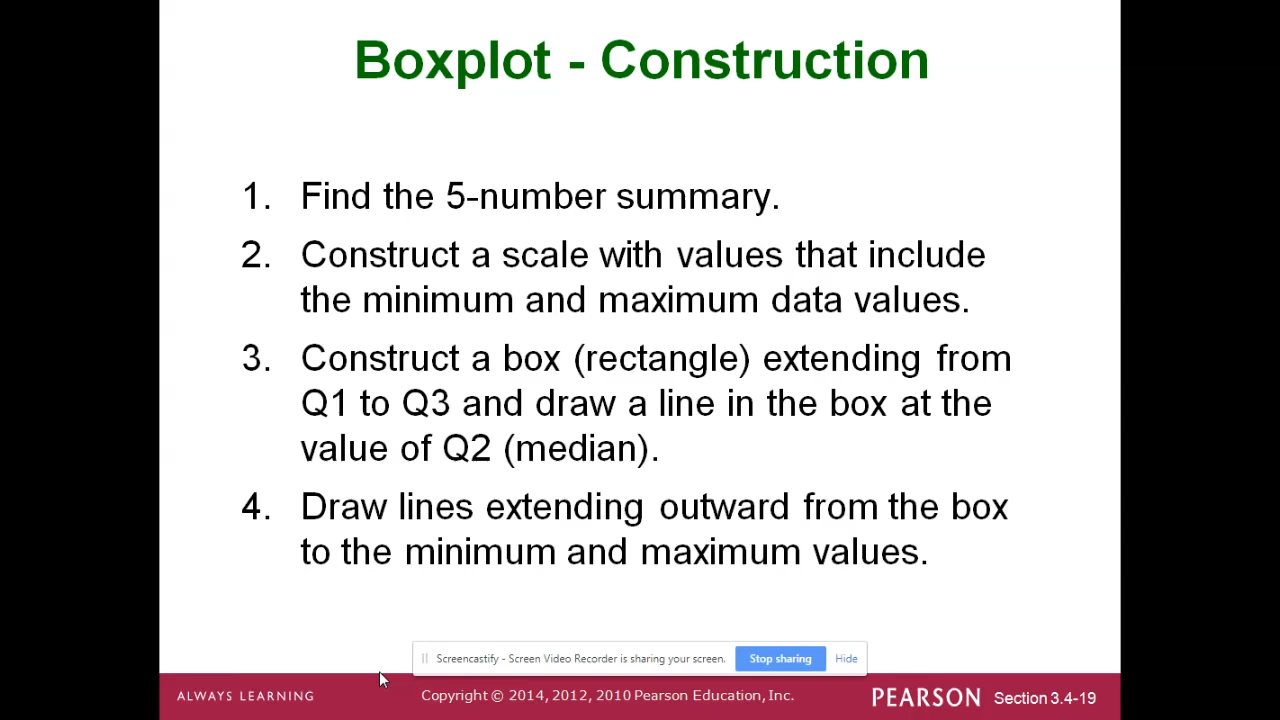 Boxplot - Construction
1. Find the 5-number summary.
2. Construct a scale with values that include
the minimum and maximum data values.
3. Construct a box (rectangle) extending from
Q1 to Q3 and draw a line in the box at the
value of Q2 (median).
4. Draw lines extending outward from the box
to the minimum and maximum values.
Screencastify - Screen Video Recorder is sharing your screen. Stop sharing Hide
ALWAYS LEARNING Copyright © 2014, 2012, 2010 Pearson Education, Inc. PEARSON Section 3.4-19